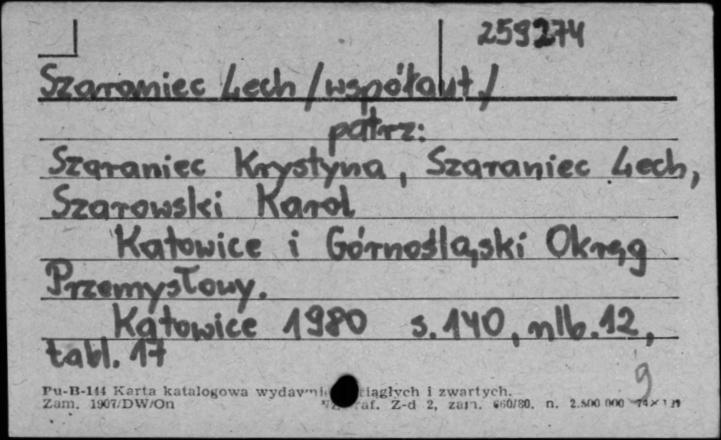 259274
Szaraniec Lech /współaut./
patrz:
Szaraniec Krystyna, Szaraniec Lech,
Szarowski Karol
Katowice i Górnośląski Okręg
Przemysłowy.
Katowice 1980 s. 140, nlb. 12,
tabl. 17
9
Pu-B-144 Karta katalogowa ciągłych i zwartych.
Zam. 1907/DW/On Z-d 2, zam. 660/80. n. 2.800 000